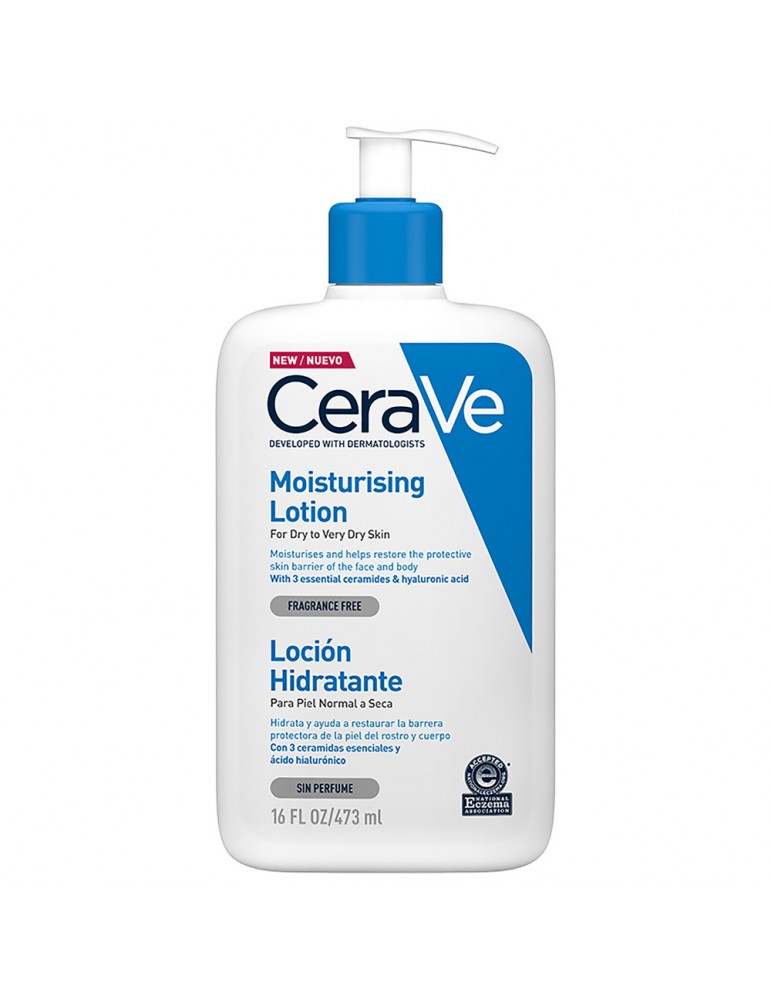 NEW / NUEVO
CeraVe
DEVELOPED WITH DERMATOLOGISTS
Moisturising
Lotion
For Dry to Very Dry Skin
Moisturises and helps restore the protective
skin barrier of the face and body
With 3 essential ceramides & hyaluronic acid
FRAGRANCE FREE
Loción
Hidratante
Para Piel Normal a Seca
Hidrata y ayuda a restaurar la barrera
protectora de la piel del rostro y cuerpo
Con 3 ceramidas esenciales y
ácido hialurónico
SIN PERFUME
16 FL OZ/473 ml
ACCEPTED
e
NATIONAL
Eczema
ASSOCIATION